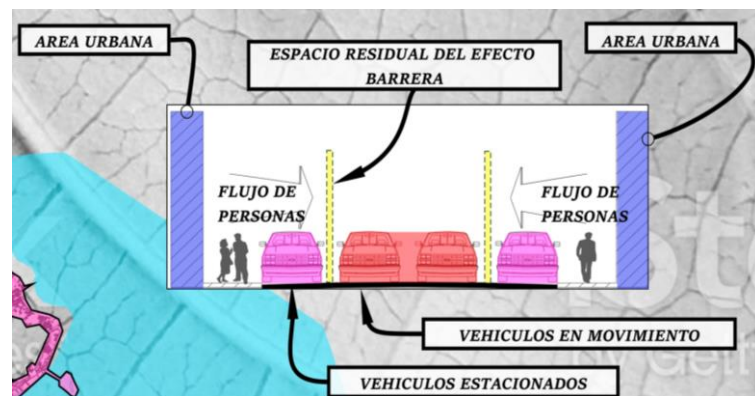 AREA URBANA
ESPACIO RESIDUAL DEL EFECTO
BARRERA
AREA URBANA
FLUJO DE
PERSONAS
FLUJO DE
PERSONAS
VEHICULOS EN MOVIMIENTO
VEHICULOS ESTACIONADOS